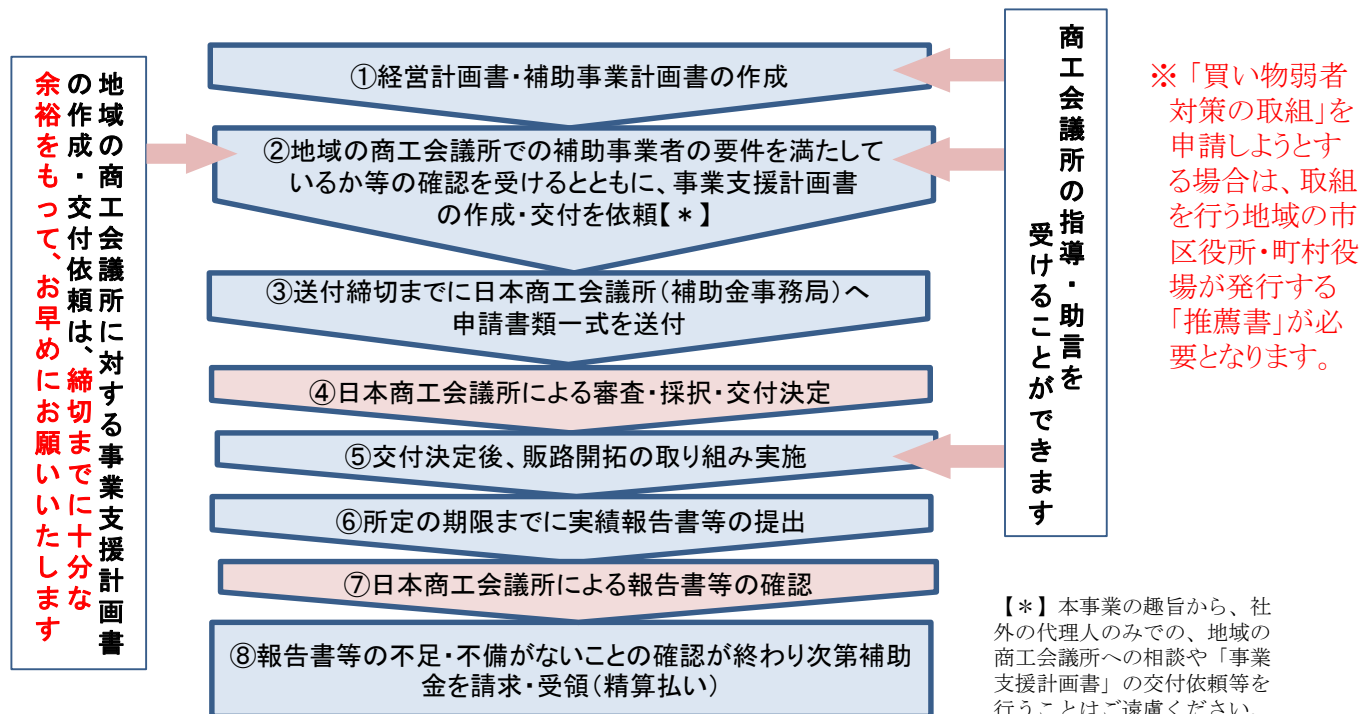 地域の商工会議所に対する事業支援計画書
の作成・交付依頼は、締切までに十分な
余裕をもって、お早めにお願いいたします
①経営計画書・補助事業計画書の作成
②地域の商工会議所での補助事業者の要件を満たして
いるか等の確認を受けるとともに、事業支援計画書
の作成・交付を依頼【＊】
③送付締切までに日本商工会議所（補助金事務局）へ
申請書類一式を送付
④日本商工会議所による審査・採択・交付決定
⑤交付決定後、販路開拓の取り組み実施
⑥所定の期限までに実績報告書等の提出
⑦日本商工会議所による報告書等の確認
⑧報告書等の不足・不備がないことの確認が終わり次第補助
金を請求・受領（精算払い）
商工会議所の指導・助言を
受けることができます
※「買い物弱者
対策の取組」を
申請しようとす
る場合は、取組
を行う地域の市
区役所・町村役
場が発行する
「推薦書」が必
要となります。
【＊】本事業の趣旨から、社
外の代理人のみでの、地域の
商工会議所への相談や「事業
支援計画書」の交付依頼等を
行うことはご遠慮ください。